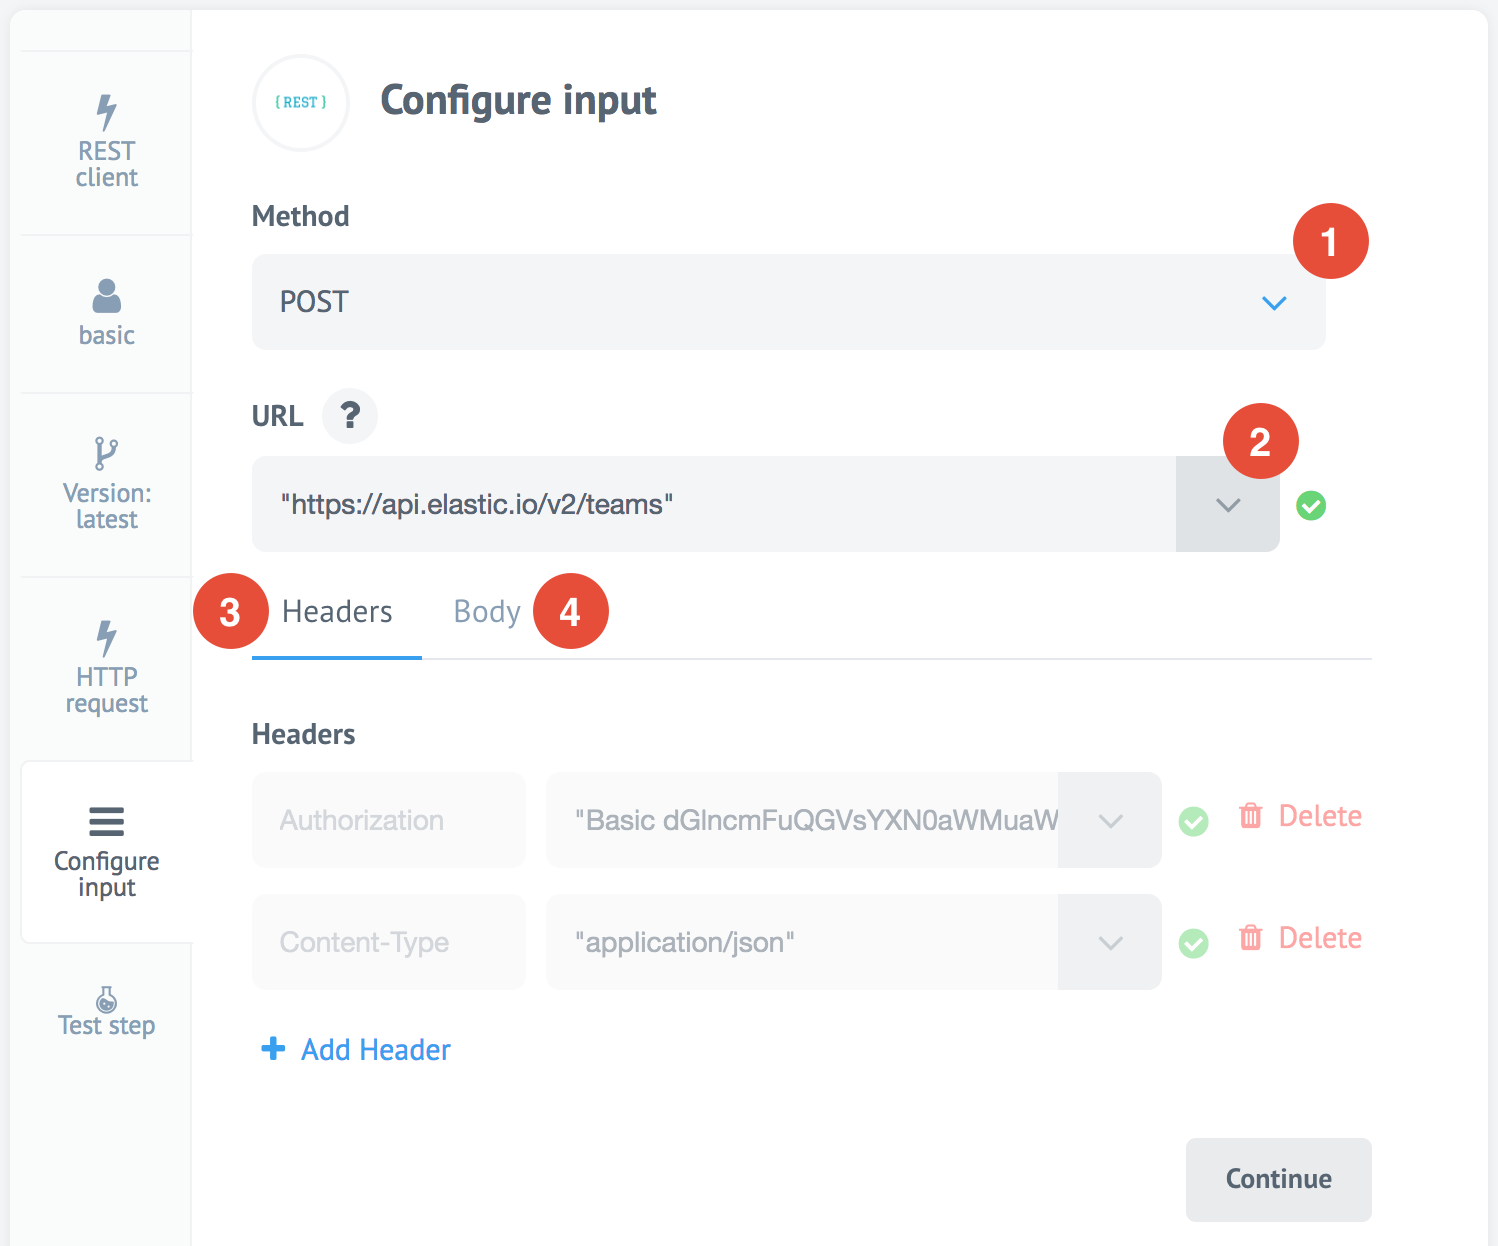 REST
client
basic
Version:
latest
HTTP
request
Configure
input
Test step
{ REST }
Configure input
Method
1
POST
URL ?
2
"https://api.elastic.io/v2/teams"
3 Headers Body 4
Headers
Authorization "Basic dGlncmFuQGVsYXN0aWMuaW Delete
Content-Type "application/json" Delete
Add Header
Continue